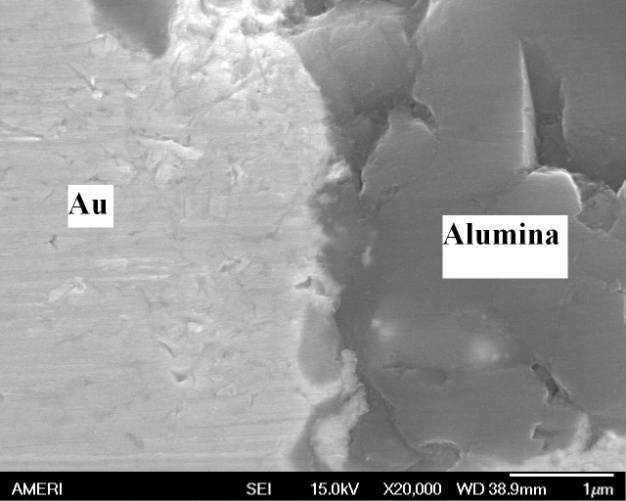 Au
Alumina
AMERI SEI 15.0kV X20,000 WD 38.9mm 1μm